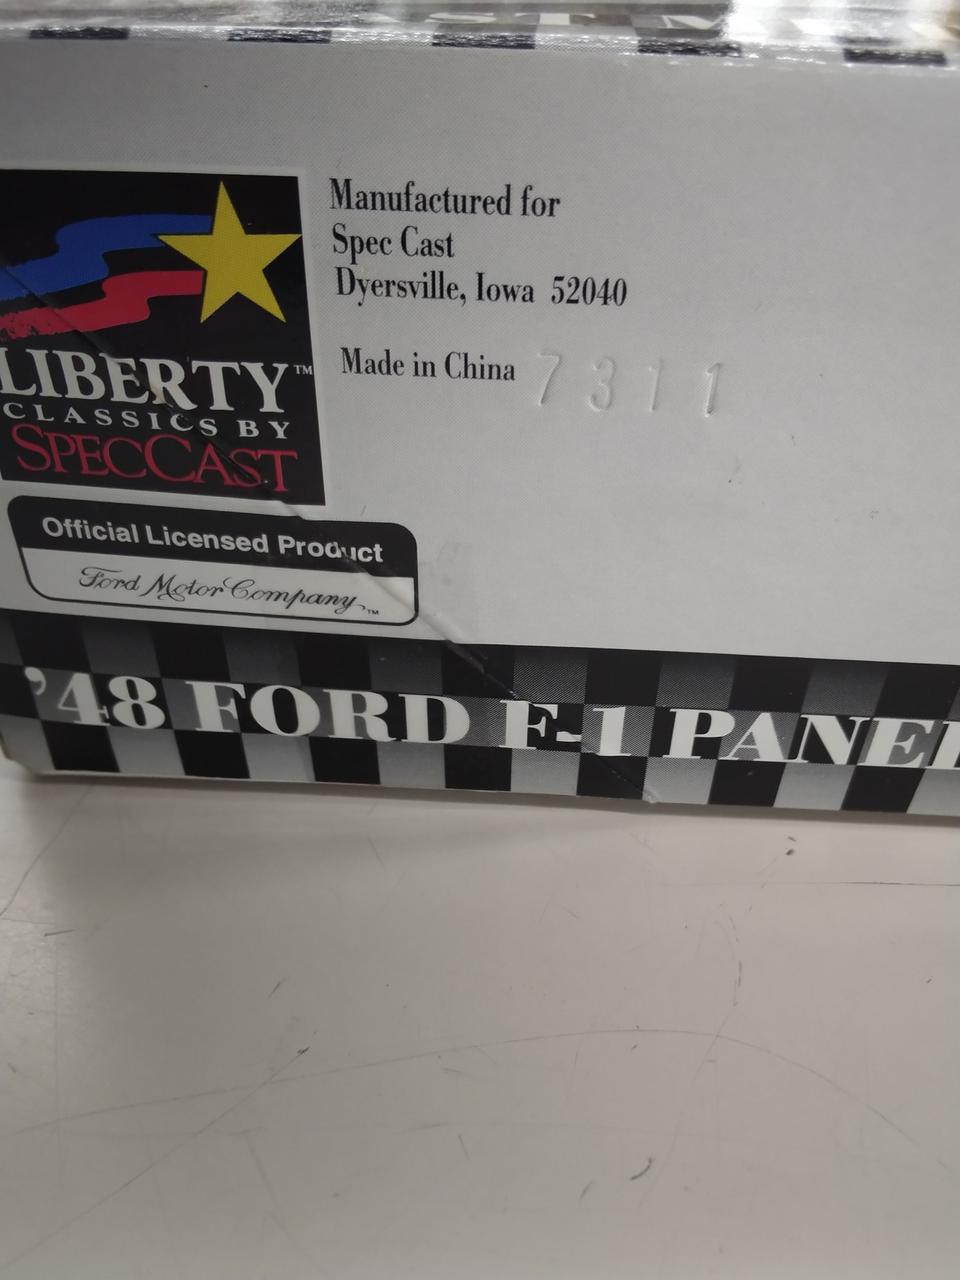 AST M
LIBERTY™
CLASSICS BY
SPECCAST
Manufactured for
Spec Cast
Dyersville, Iowa 52040
Made in China 7311
Official Licensed Product
Ford Motor Company™
'48 FORD F-1 PANEL